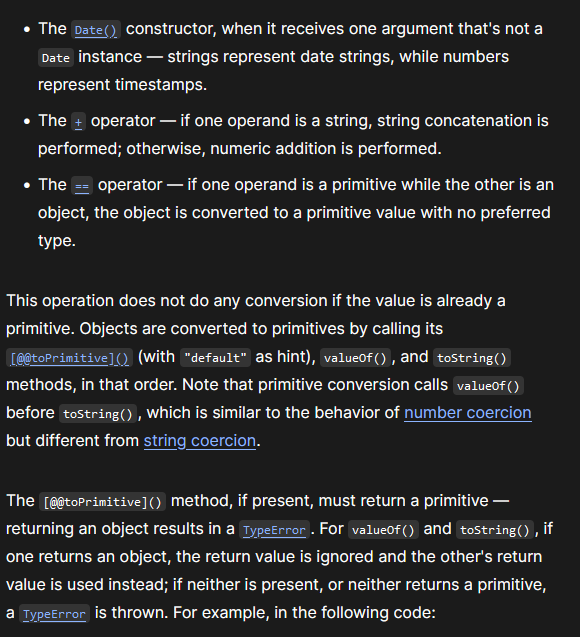 • The Date() constructor, when it receives one argument that's not a
Date instance — strings represent date strings, while numbers
represent timestamps.
• The + operator — if one operand is a string, string concatenation is
performed; otherwise, numeric addition is performed.
• The == operator — if one operand is a primitive while the other is an
object, the object is converted to a primitive value with no preferred
type.
This operation does not do any conversion if the value is already a
primitive. Objects are converted to primitives by calling its
[@@toPrimitive]() (with "default" as hint), valueOf(), and toString()
methods, in that order. Note that primitive conversion calls valueOf()
before toString(), which is similar to the behavior of number coercion
but different from string coercion.
The [@@toPrimitive]() method, if present, must return a primitive —
returning an object results in a TypeError. For valueOf() and toString(), if
one returns an object, the return value is ignored and the other's return
value is used instead; if neither is present, or neither returns a primitive,
a TypeError is thrown. For example, in the following code: